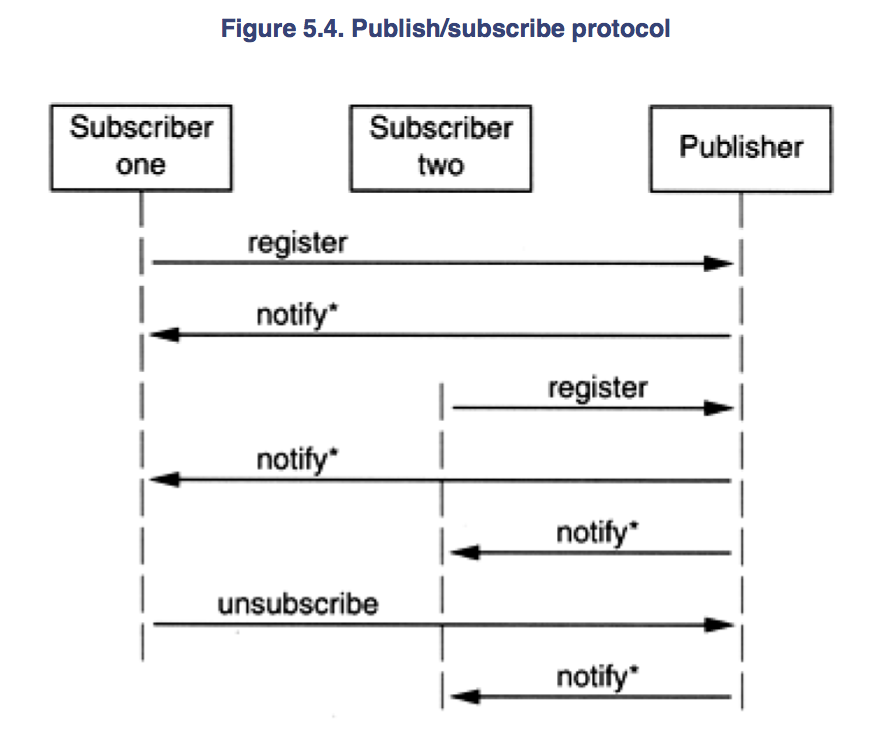 Figure 5.4. Publish/subscribe protocol
Subscriber
one
Subscriber
two
Publisher
register
notify*
register
notify*
notify*
unsubscribe
notify*